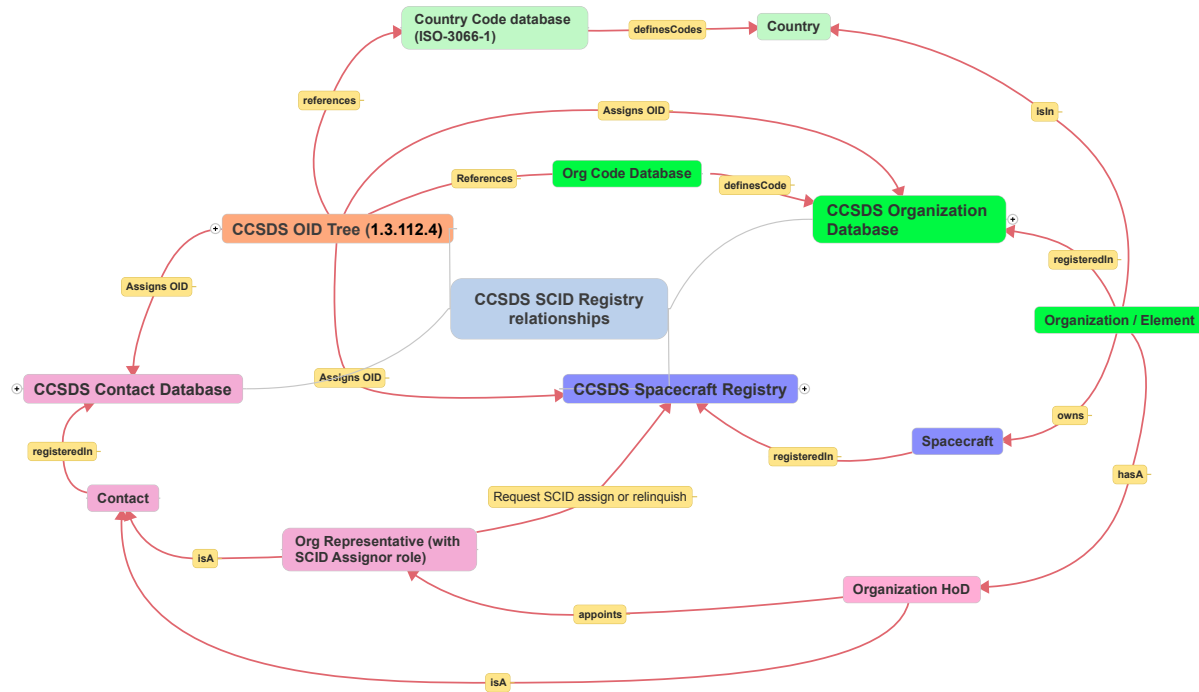 Country Code database
(ISO-3066-1)
definesCodes
Country
references
Assigns OID
isIn
References
Org Code Database
definesCode
CCSDS OID Tree (1.3.112.4)
CCSDS Organization
Database
registeredIn
Assigns OID
CCSDS SCID Registry
relationships
Organization / Element
CCSDS Contact Database
Assigns OID
CCSDS Spacecraft Registry
owns
registeredIn
registeredIn
Spacecraft
hasA
Contact
Request SCID assign or relinquish
Org Representative (with
SCID Assignor role)
isA
Organization HoD
appoints
isA